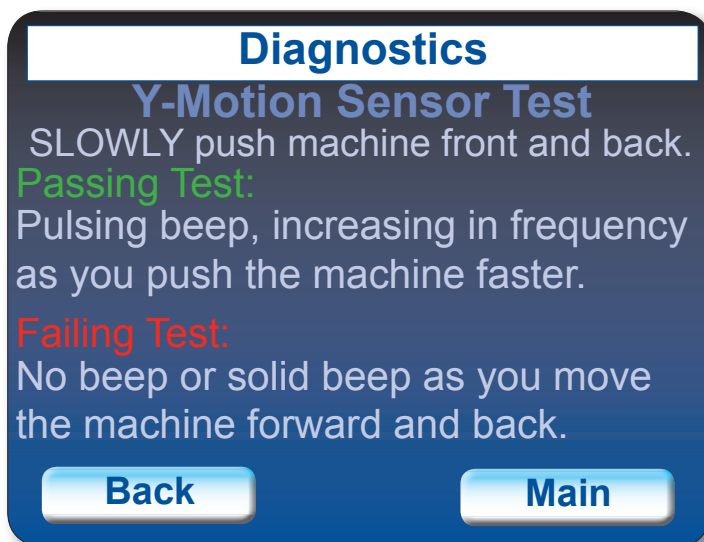 Diagnostics
Y-Motion Sensor Test
SLOWLY push machine front and back.
Passing Test:
Pulsing beep, increasing in frequency
as you push the machine faster.
Failing Test:
No beep or solid beep as you move
the machine forward and back.
Back
Main